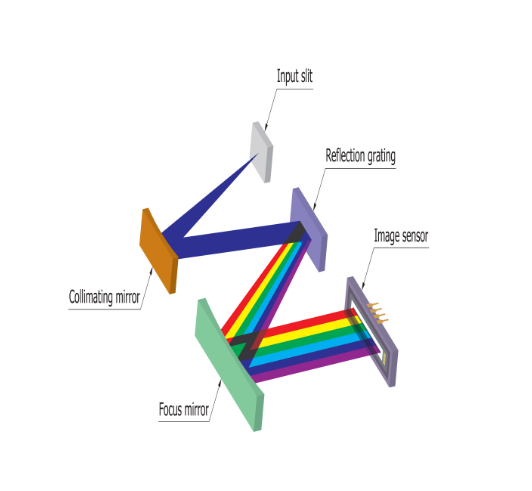 Input slit
Reflection grating
Image sensor
Collimating mirror
Focus mirror